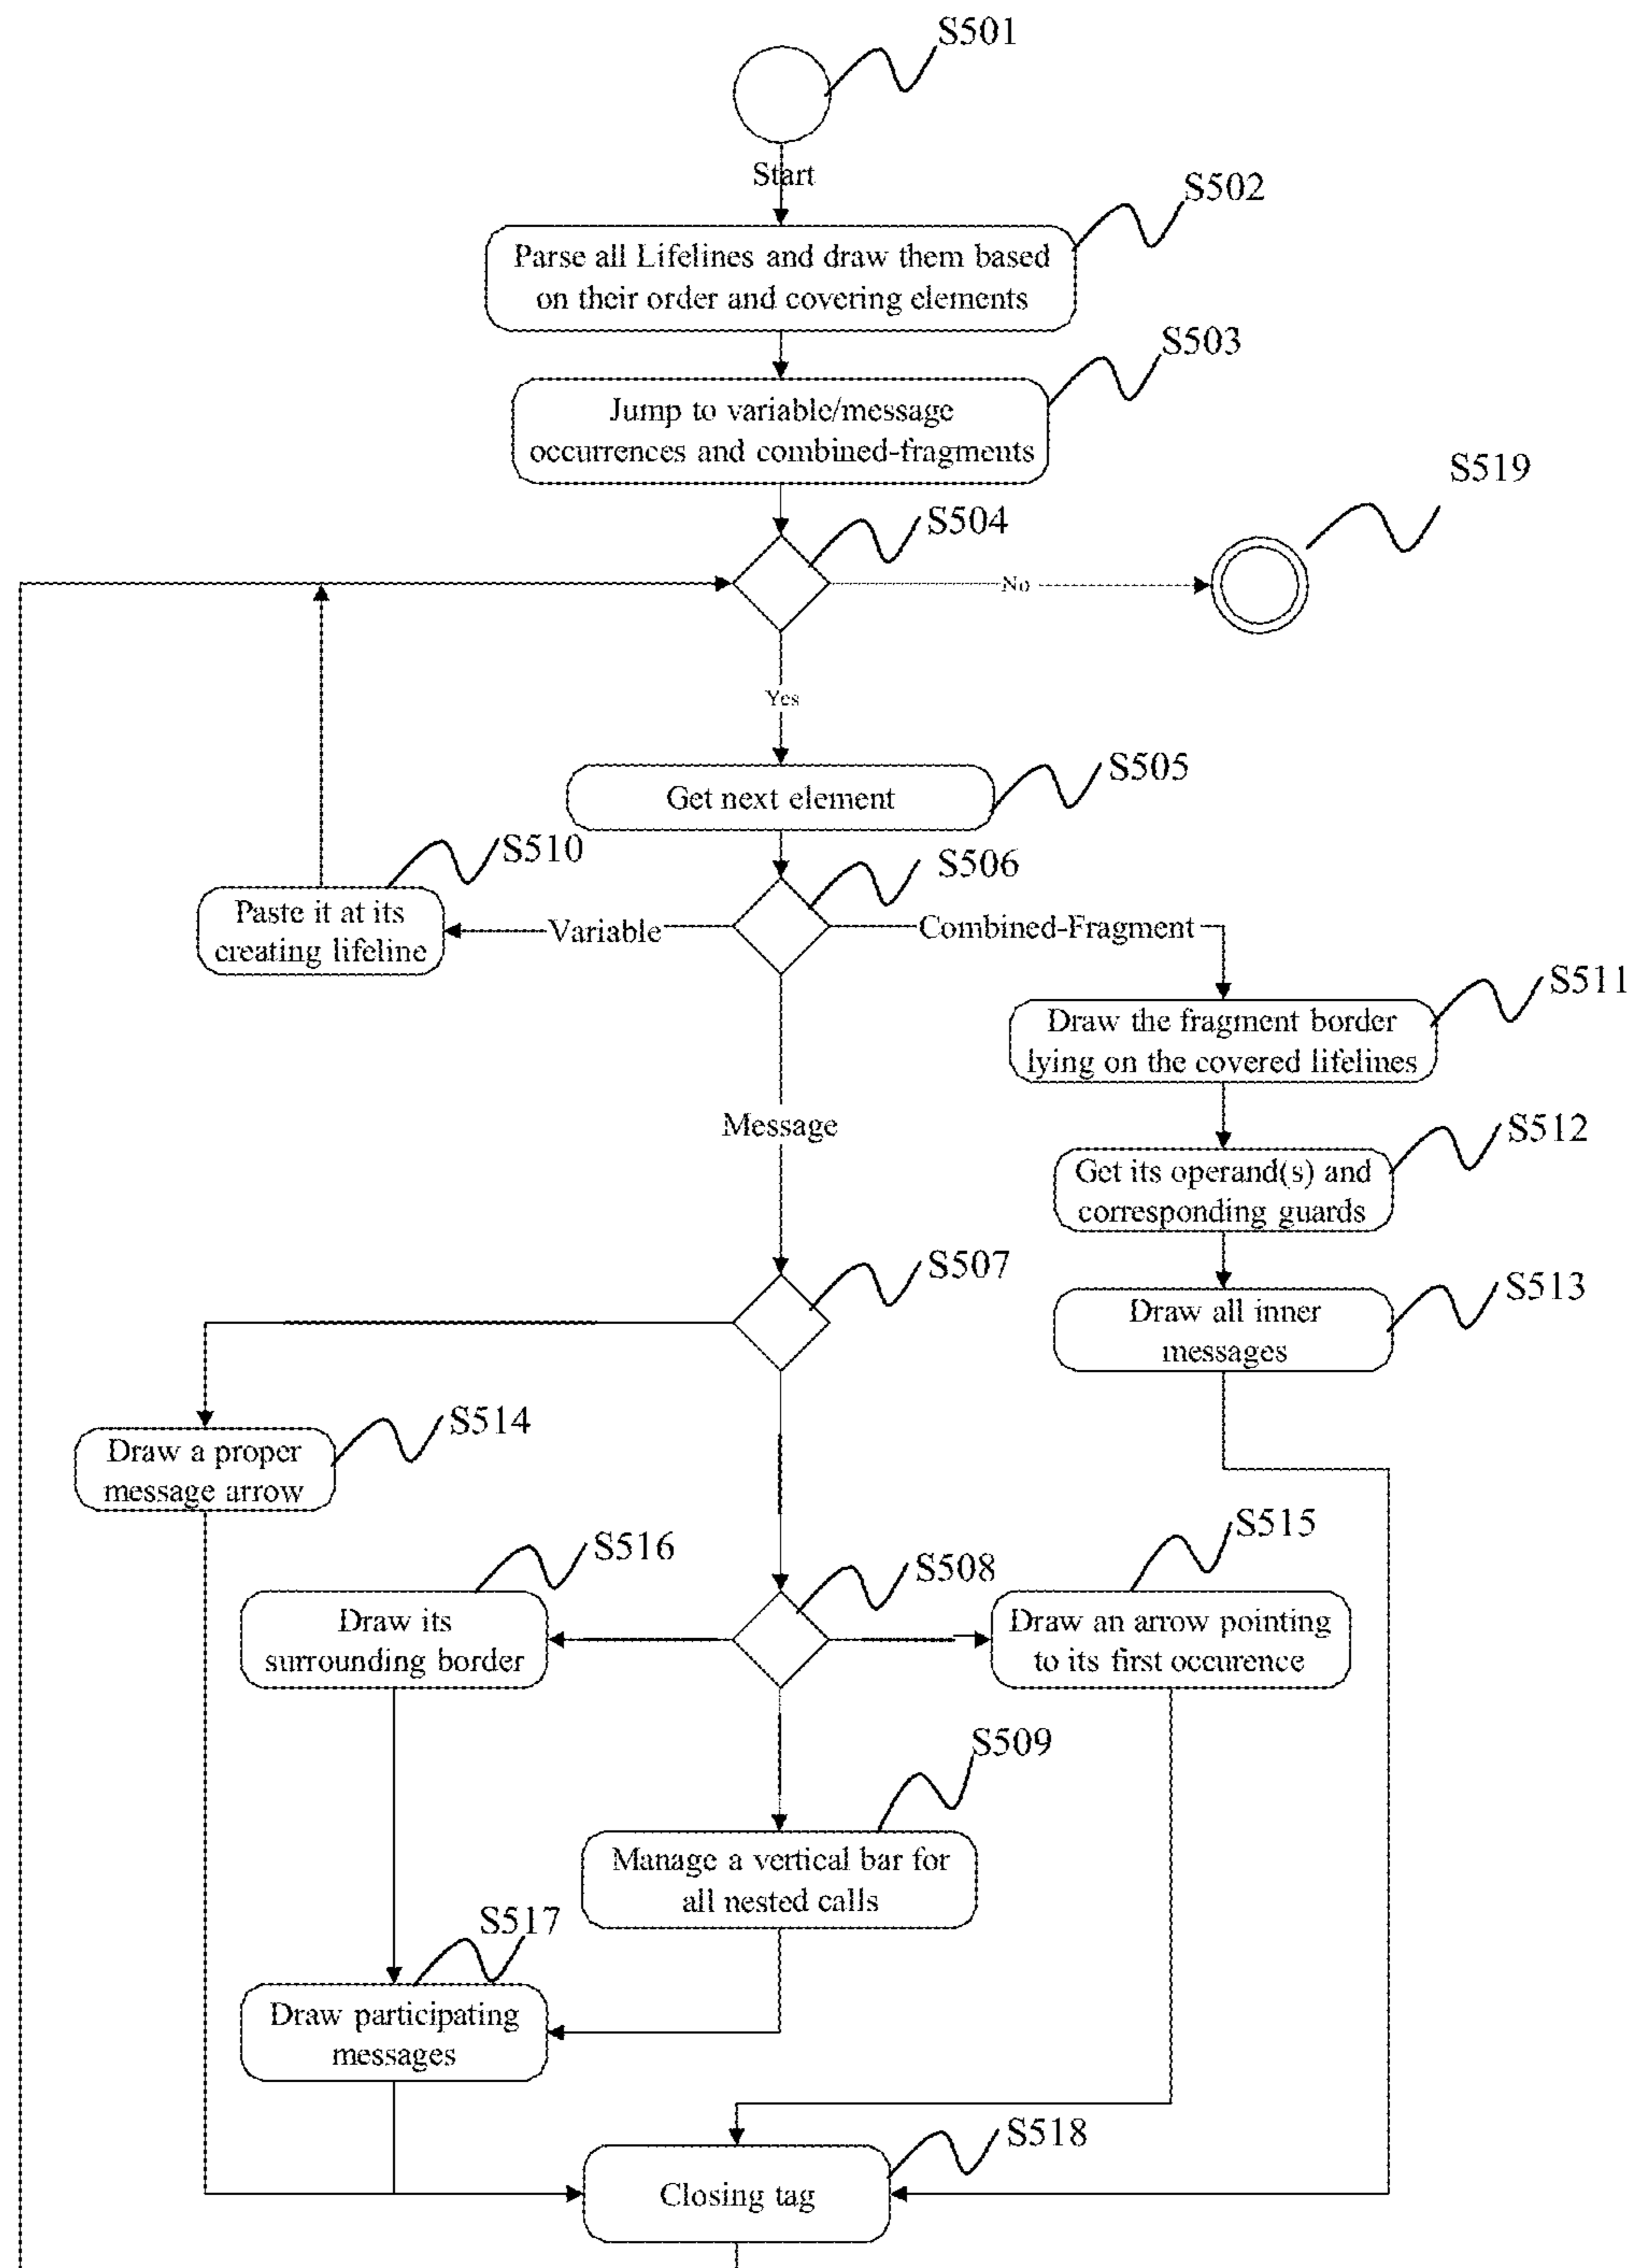 S501
Start
S502
Parse all Lifelines and draw them based
on their order and covering elements
S503
Jump to variable/message
occurrences and combined-fragments
S519
S504
No
Yes
S505
Get next element
S510
S506
Paste it at its
creating lifeline
Variable
Combined-Fragment
S511
Draw the fragment border
lying on the covered lifelines
Message
S512
Get its operand(s) and
corresponding guards
S507
S513
Draw all inner
messages
S514
Draw a proper
message arrow
S516
S508
S515
Draw its
surrounding border
Draw an arrow pointing
to its first occurence
S509
Manage a vertical bar for
all nested calls
S517
Draw participating
messages
S518
Closing tag